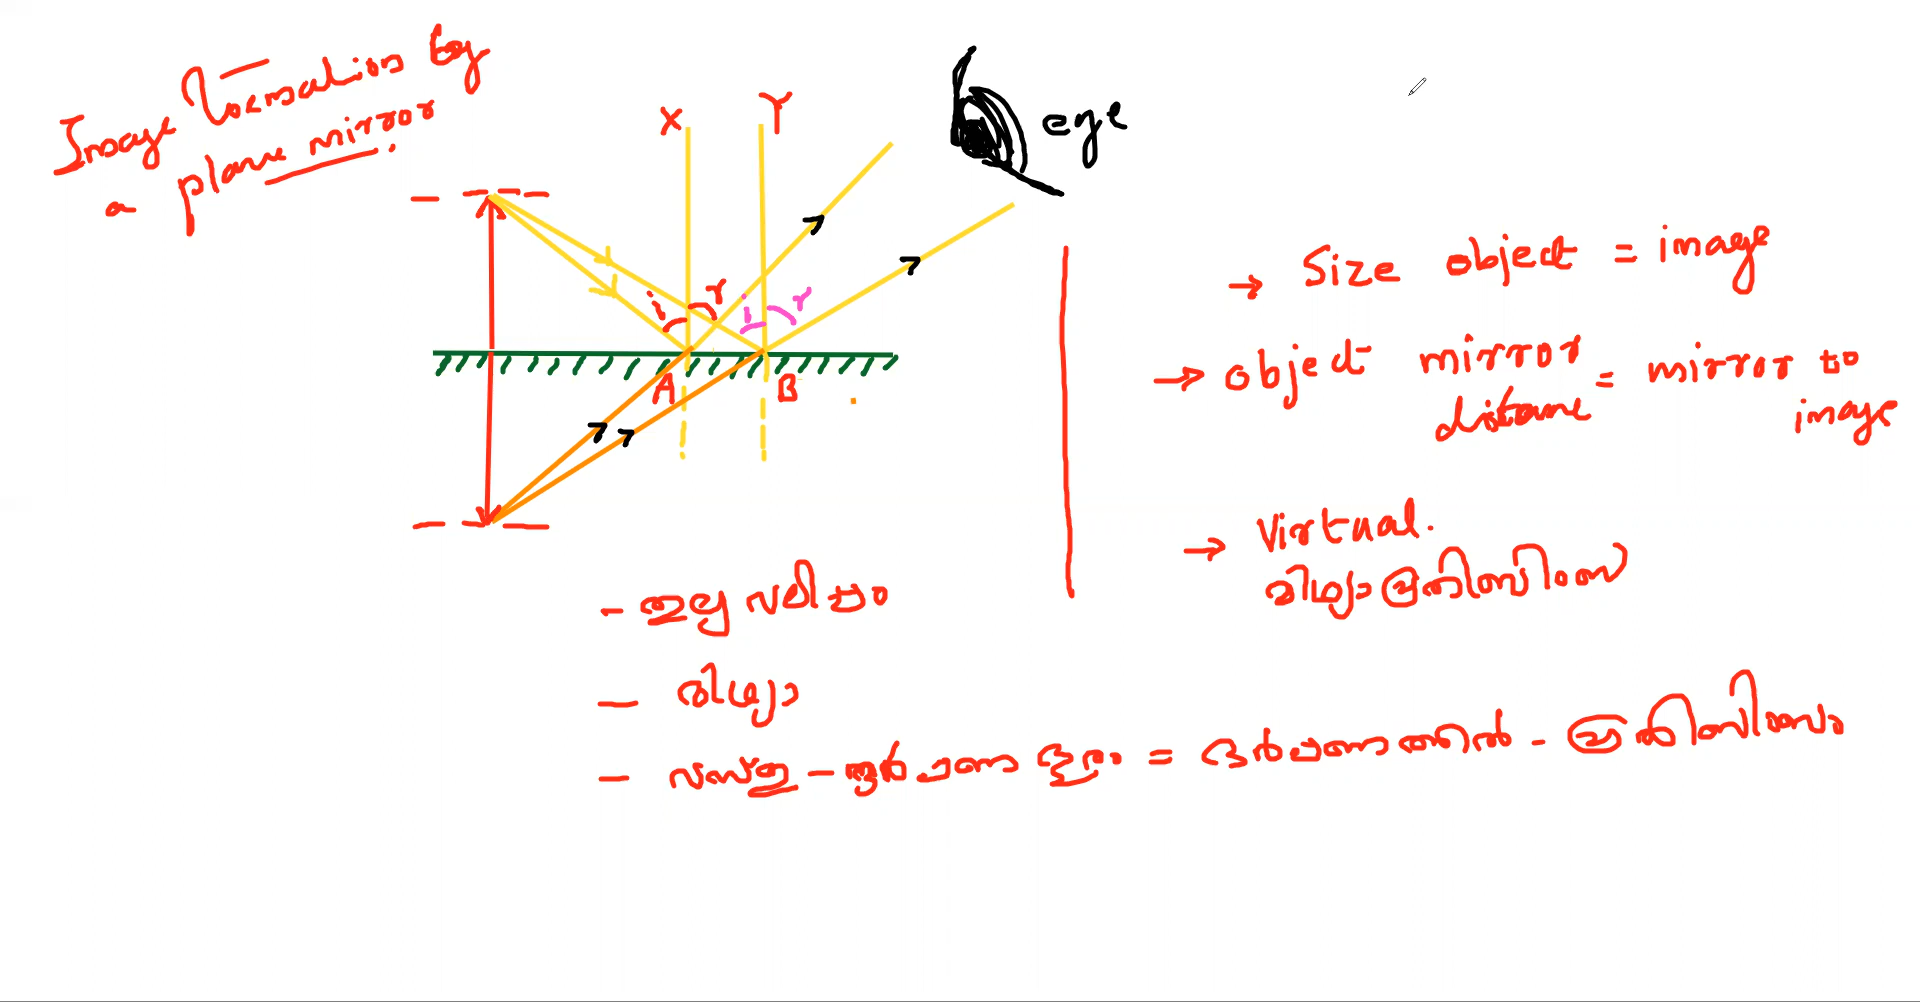 Image Formation by
a plane mirror.
X Y
eye
i r i r
A B
→ Size object = image
→ object mirror distance = mirror to image
→ Virtual.
മിഥ്യാപ്രതിബിംബ
- തുല്യ വലിപ്പം
- മിഥ്യാ
- വസ്തു - ദർപ്പണ ദൂരം = ദർപ്പണത്തിൽ - പ്രതിബിംബം